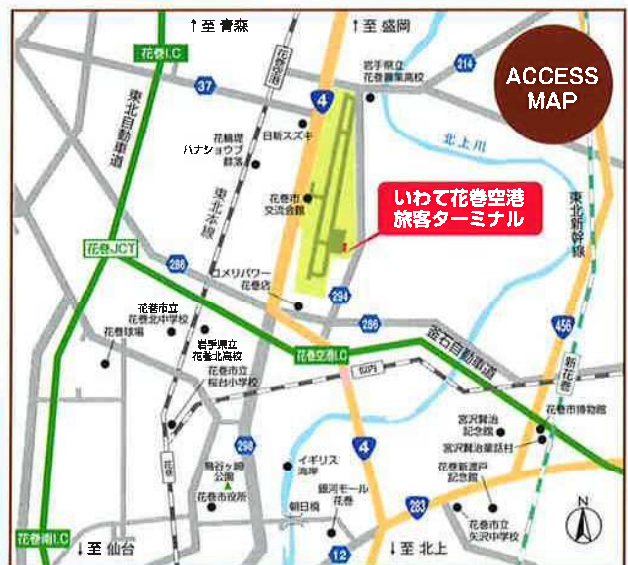 ↑至 青森
↑至 盛岡
ACCESS
MAP
花巻I.C
花巻空港
岩手県立
花巻農業高校
214
37
4
東北自動車道
日新スズキ
花輪堤
ハナショウブ
群落
北上川
東北本線
花巻市
交流会館
いわて花巻空港
旅客ターミナル
東北新幹線
花巻JCT
286
コメリパワー
花巻店
294
286
456
花巻市立
花巻北中学校
花巻球場
岩手県立
花巻北高校
花巻空港I.C
釜石自動車道
新花巻
花巻市立
桜台小学校
似内
花巻市博物館
宮沢賢治
記念館
宮沢賢治童話村
298
4
花巻
鳥谷ヶ崎
公園
イギリス
海岸
花巻新渡戸
記念館
花巻市役所
朝日橋
銀河モール
花巻
283
花巻市立
矢沢中学校
N
花巻南I.C
↓至 仙台
12
↓至 北上